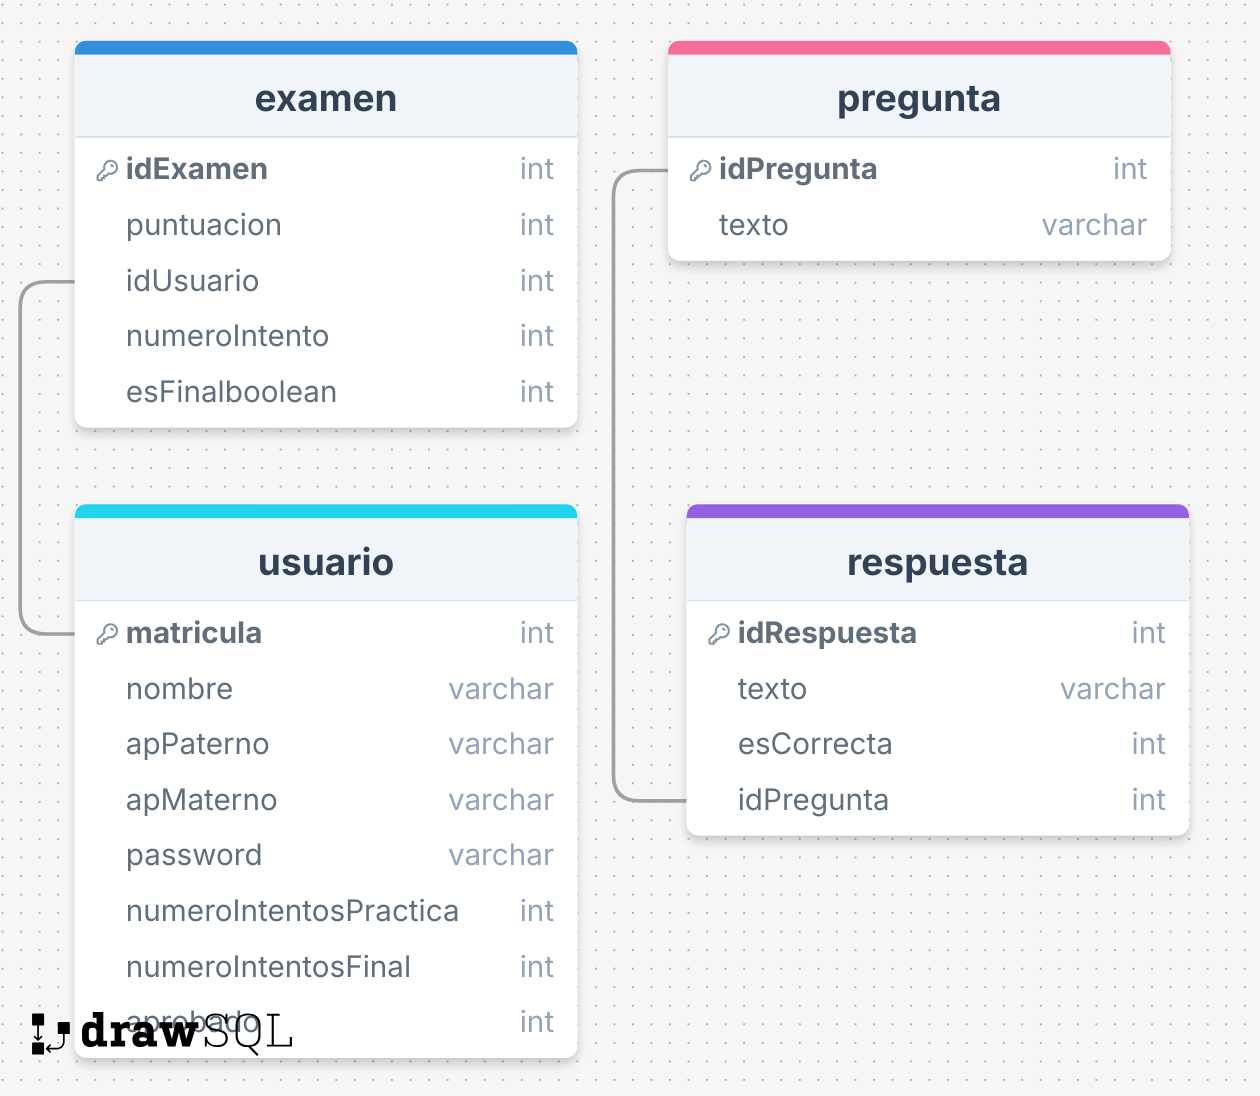 examen
idExamen int
puntuacion int
idUsuario int
numeroIntento int
esFinalboolean int
pregunta
idPregunta int
texto varchar
usuario
matricula int
nombre varchar
apPaterno varchar
apMaterno varchar
password varchar
numeroIntentosPractica int
numeroIntentosFinal int
aprobado int
drawSQL
respuesta
idRespuesta int
texto varchar
esCorrecta int
idPregunta int